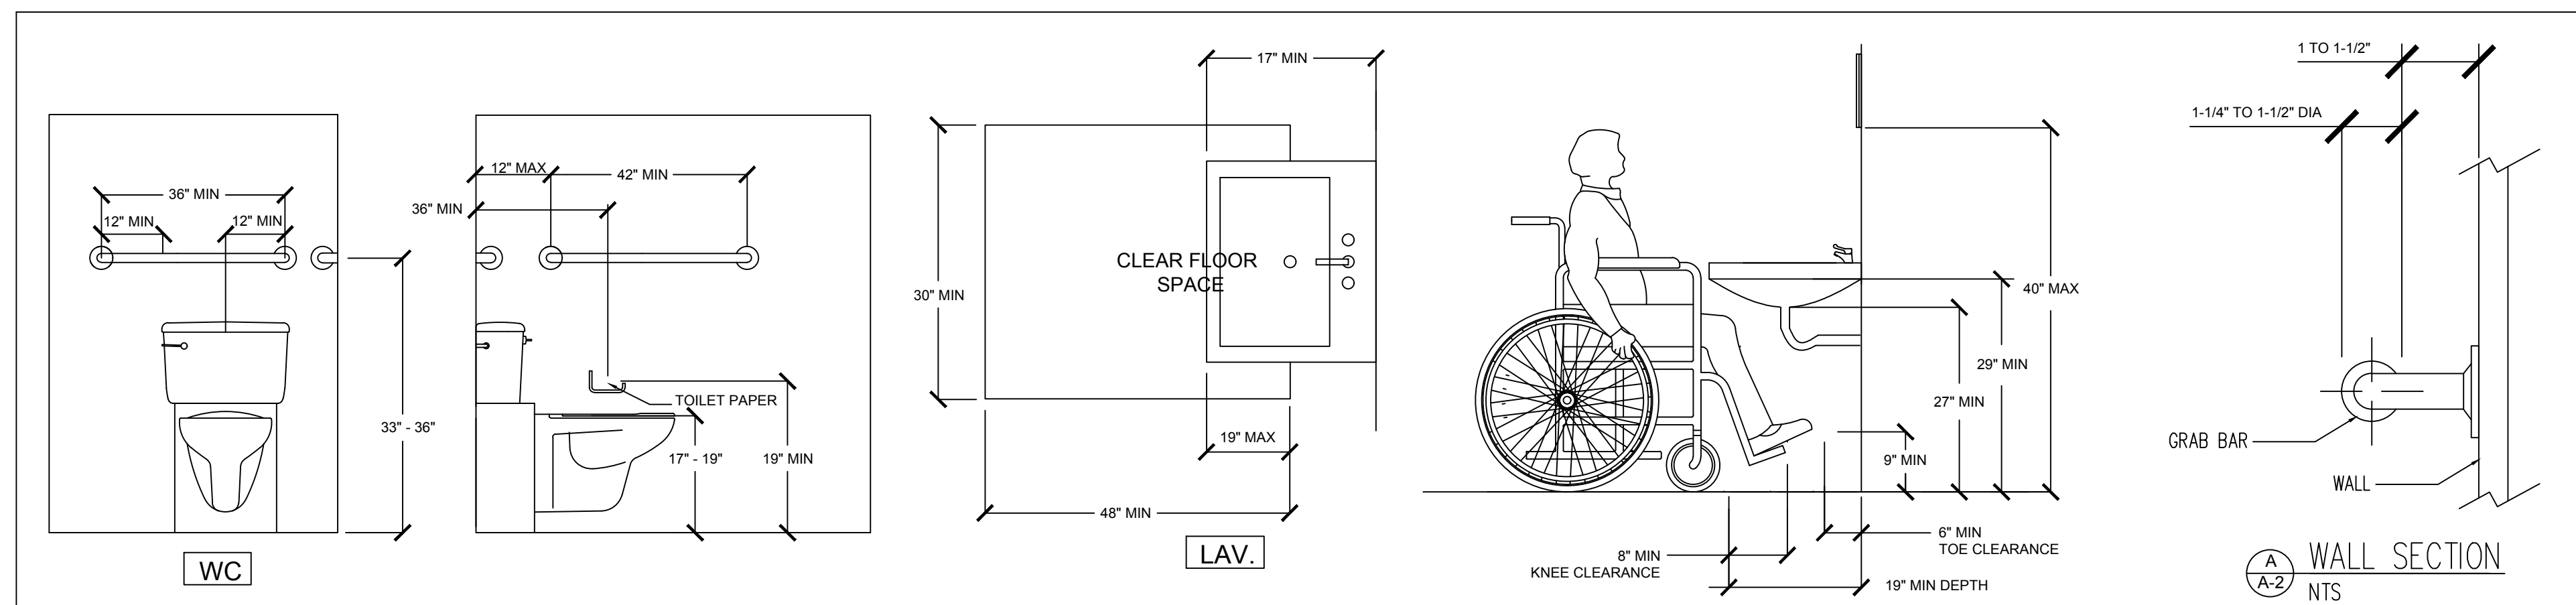 36" MIN
12" MIN
12" MIN
33" - 36"
WC
12" MAX
42" MIN
36" MIN
TOILET PAPER
17" - 19"
19" MIN
17" MIN
30" MIN
CLEAR FLOOR
SPACE
19" MAX
48" MIN
LAV.
40" MAX
29" MIN
27" MIN
9" MIN
6" MIN
TOE CLEARANCE
8" MIN
KNEE CLEARANCE
19" MIN DEPTH
1 TO 1-1/2"
1-1/4" TO 1-1/2" DIA
GRAB BAR
WALL
A
A-2
WALL SECTION
NTS